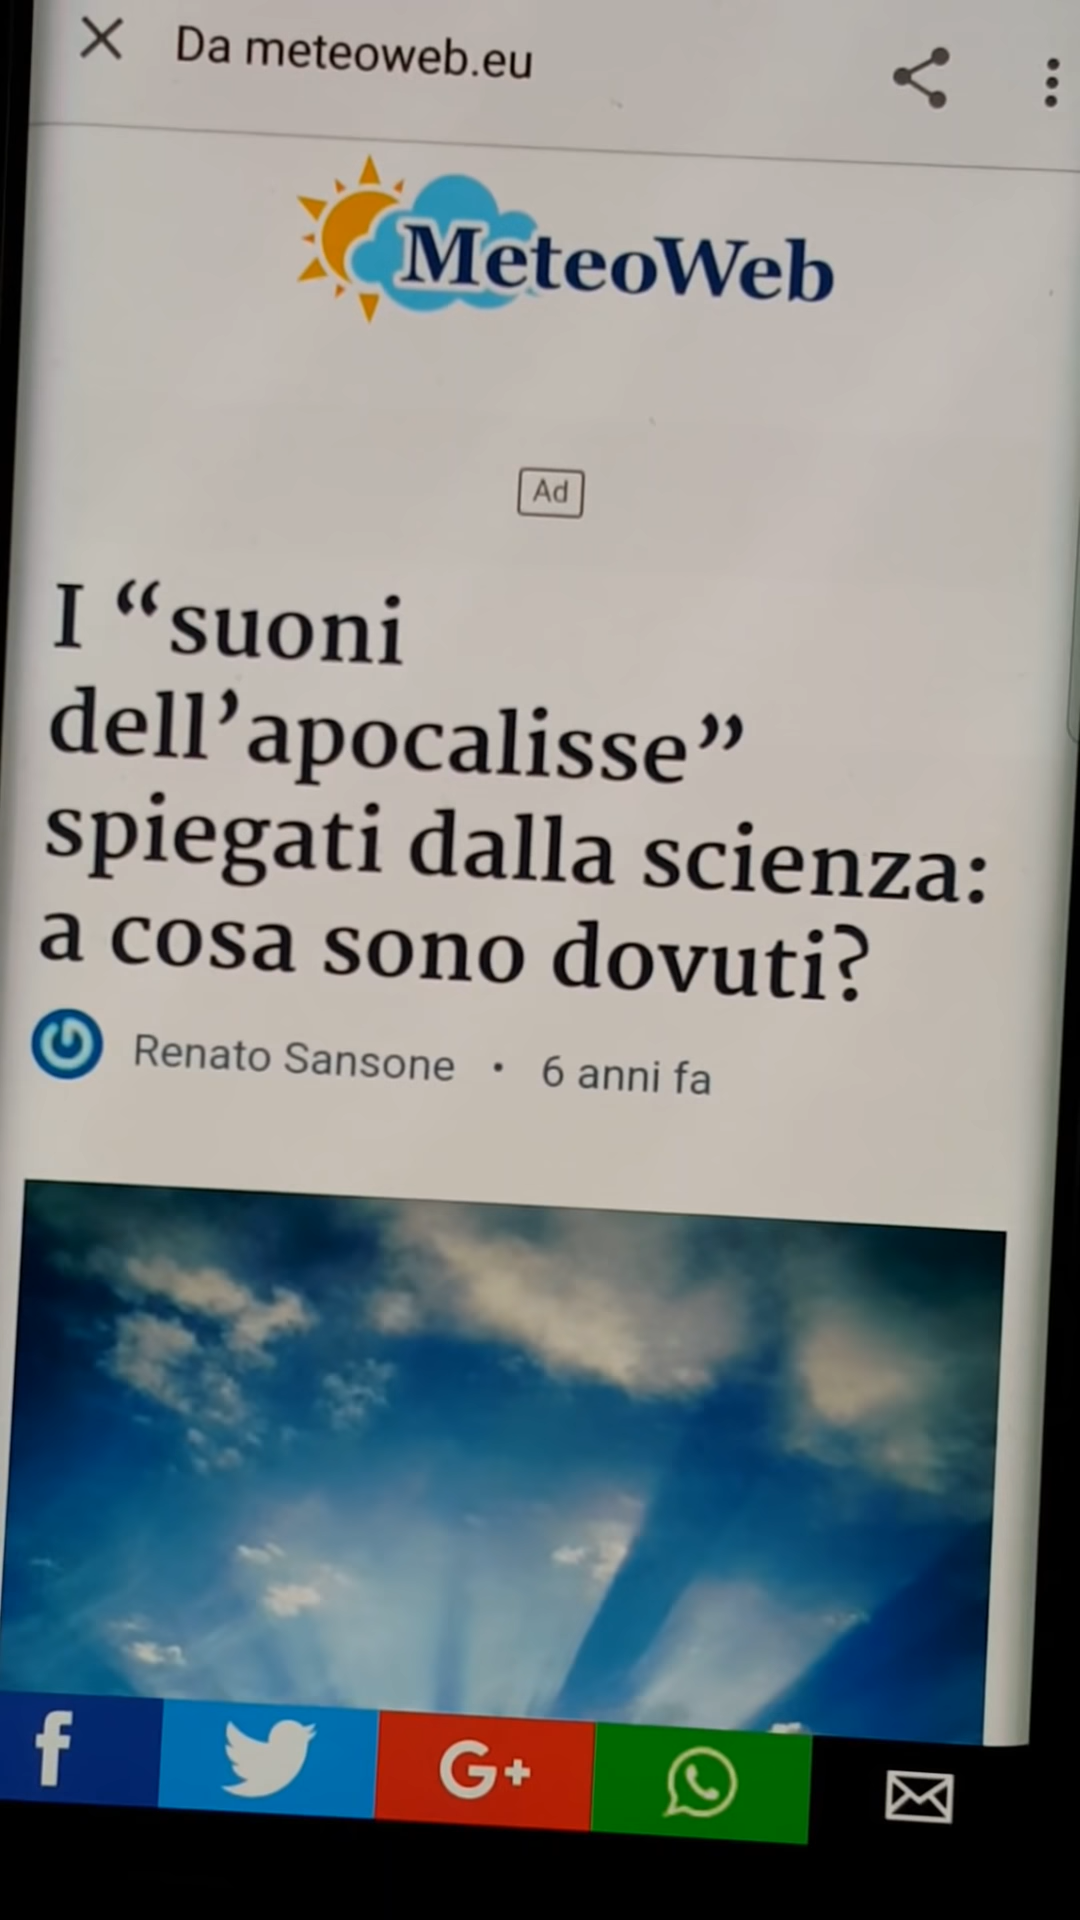 Da meteoweb.eu
MeteoWeb
Ad
I “suoni
dell’apocalisse”
spiegati dalla scienza:
a cosa sono dovuti?
Renato Sansone • 6 anni fa
f
G+